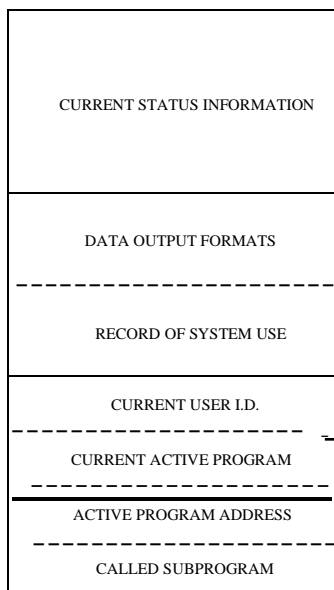 CURRENT STATUS INFORMATION
DATA OUTPUT FORMATS
RECORD OF SYSTEM USE
CURRENT USER I.D.
CURRENT ACTIVE PROGRAM
ACTIVE PROGRAM ADDRESS
CALLED SUBPROGRAM